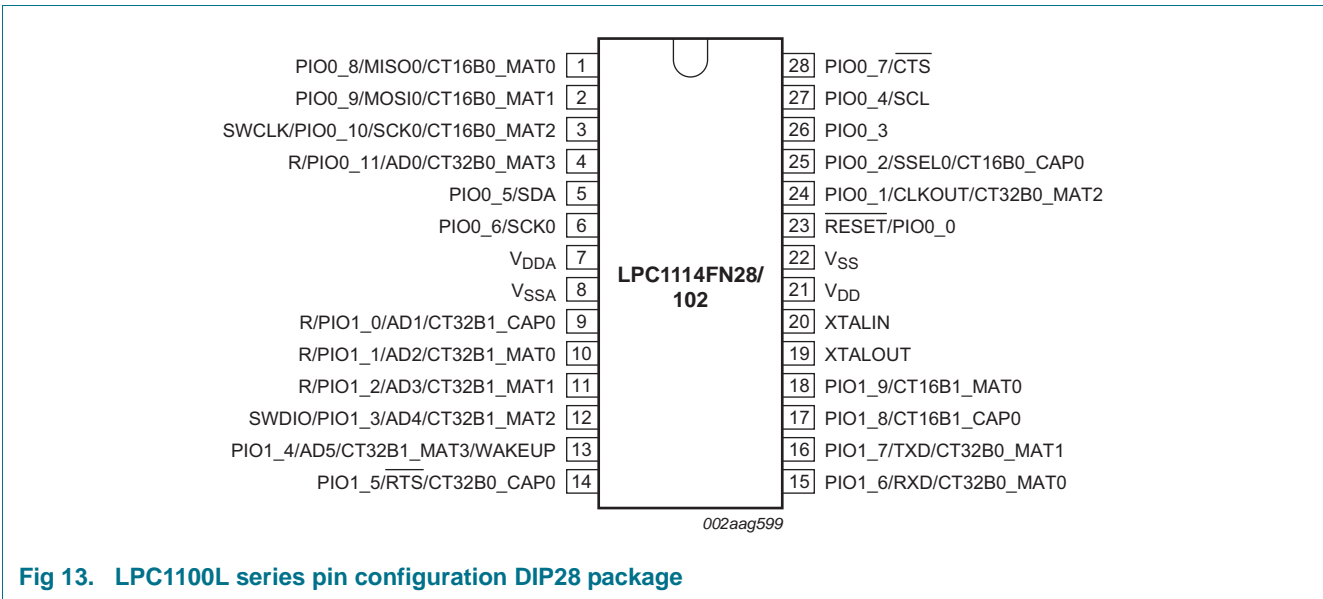 PIO0_8/MISO0/CT16B0_MAT0 1
PIO0_9/MOSI0/CT16B0_MAT1 2
SWCLK/PIO0_10/SCK0/CT16B0_MAT2 3
R/PIO0_11/AD0/CT32B0_MAT3 4
PIO0_5/SDA 5
PIO0_6/SCK0 6
VDDA 7
VSSA 8
R/PIO1_0/AD1/CT32B1_CAP0 9
R/PIO1_1/AD2/CT32B1_MAT0 10
R/PIO1_2/AD3/CT32B1_MAT1 11
SWDIO/PIO1_3/AD4/CT32B1_MAT2 12
PIO1_4/AD5/CT32B1_MAT3/WAKEUP 13
PIO1_5/RTS/CT32B0_CAP0 14
LPC1114FN28/
102
28 PIO0_7/CTS
27 PIO0_4/SCL
26 PIO0_3
25 PIO0_2/SSEL0/CT16B0_CAP0
24 PIO0_1/CLKOUT/CT32B0_MAT2
23 RESET/PIO0_0
22 VSS
21 VDD
20 XTALIN
19 XTALOUT
18 PIO1_9/CT16B1_MAT0
17 PIO1_8/CT16B1_CAP0
16 PIO1_7/TXD/CT32B0_MAT1
15 PIO1_6/RXD/CT32B0_MAT0
002aag599
Fig 13. LPC1100L series pin configuration DIP28 package